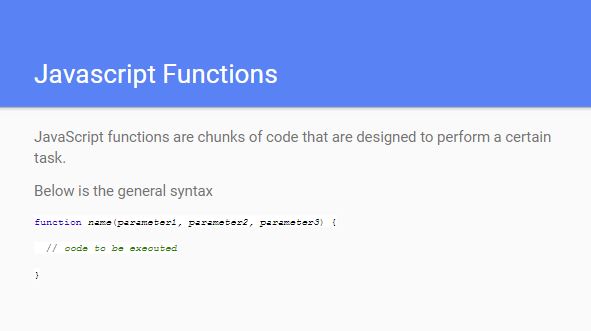 Javascript Functions
JavaScript functions are chunks of code that are designed to perform a certain
task.
Below is the general syntax
function name(parameter1, parameter2, parameter3) {
// code to be executed
}